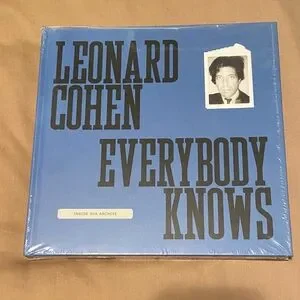 LEONARD
COHEN
EVERYBODY
KNOWS
INSIDE HIS ARCHIVE